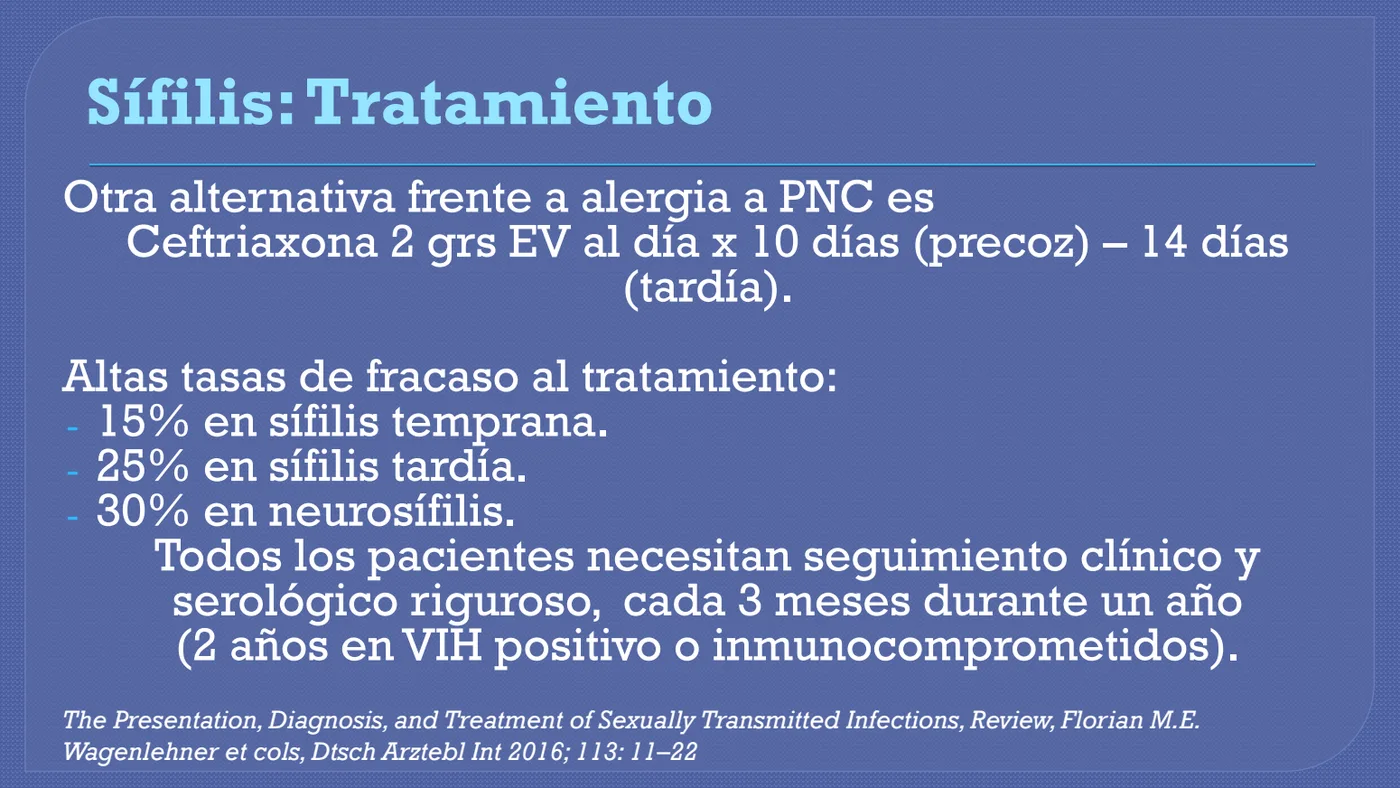 Sífilis: Tratamiento
Otra alternativa frente a alergia a PNC es
Ceftriaxona 2 grs EV al día x 10 días (precoz) – 14 días
(tardía).
Altas tasas de fracaso al tratamiento:
- 15% en sífilis temprana.
- 25% en sífilis tardía.
- 30% en neurosífilis.
Todos los pacientes necesitan seguimiento clínico y
serológico riguroso, cada 3 meses durante un año
(2 años en VIH positivo o inmunocomprometidos).
The Presentation, Diagnosis, and Treatment of Sexually Transmitted Infections, Review, Florian M.E.
Wagenlehner et cols, Dtsch Arztebl Int 2016; 113: 11–22